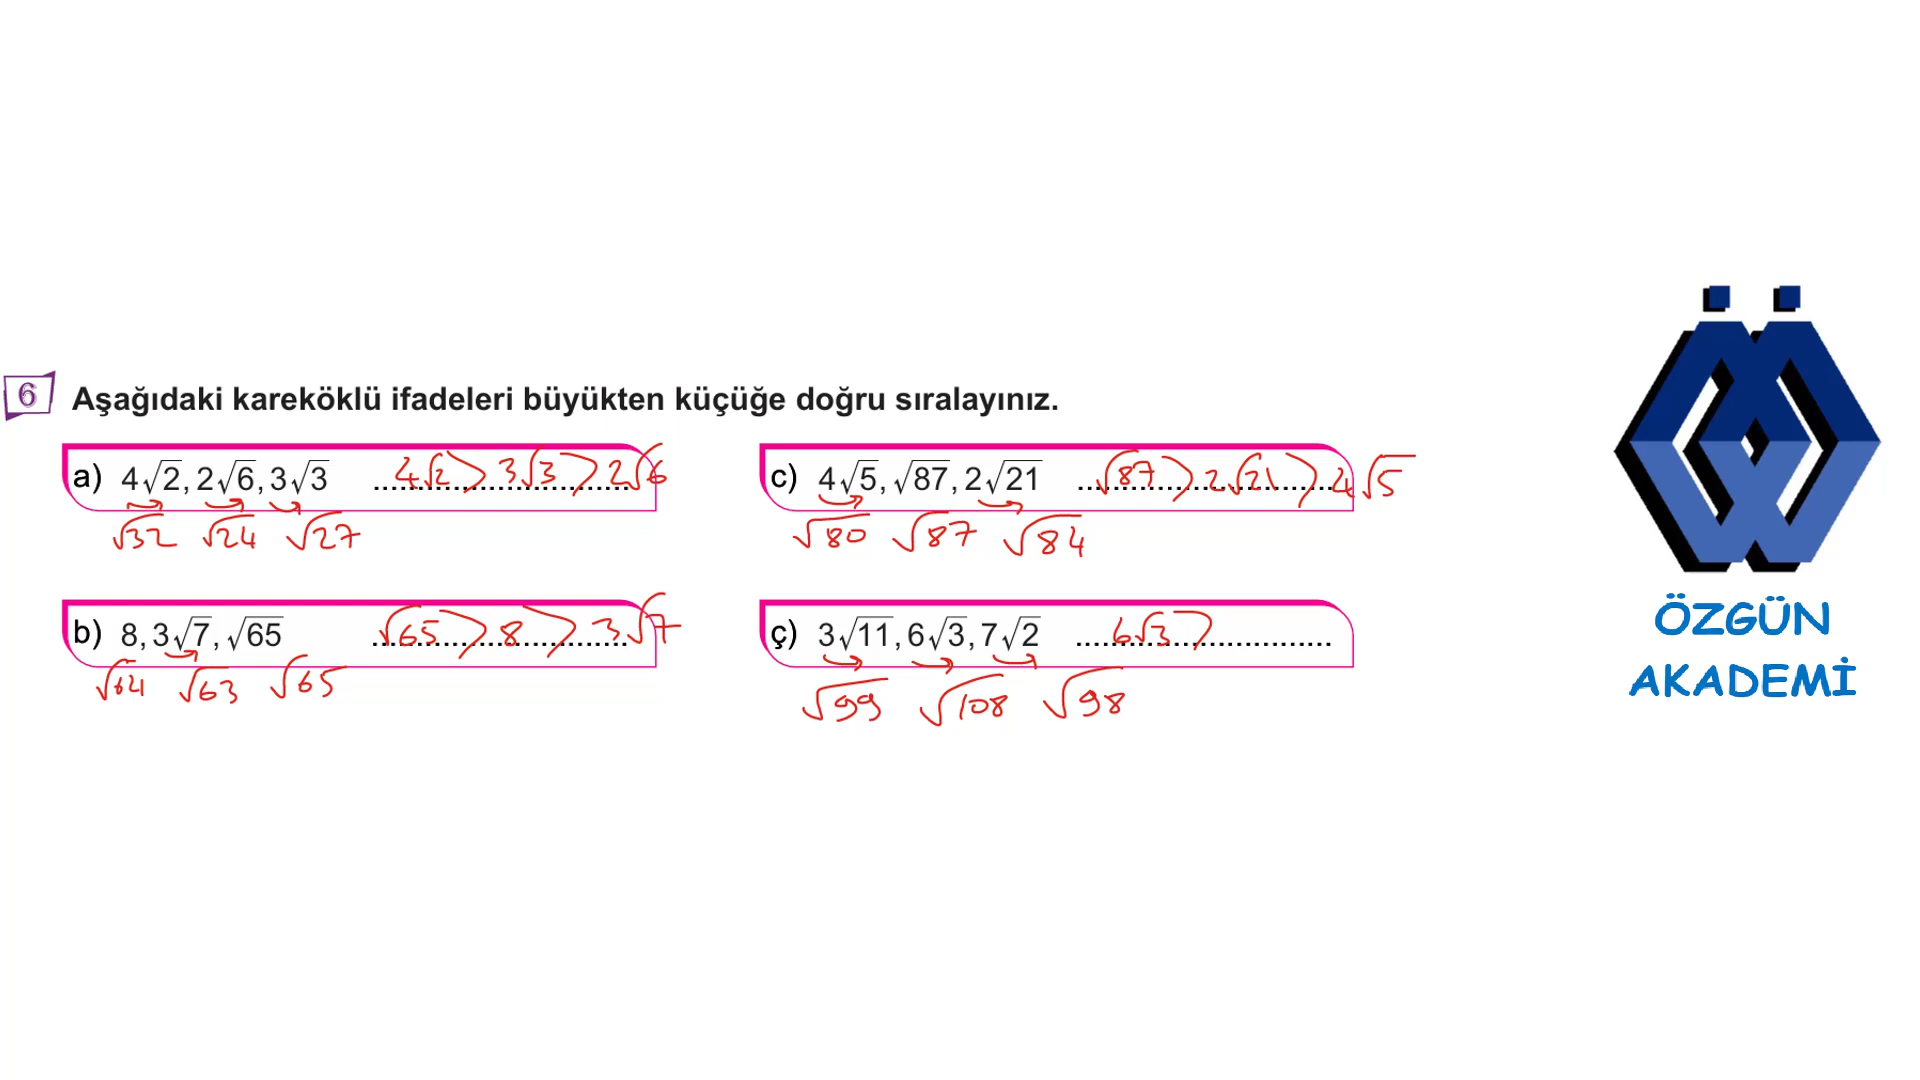 6 Aşağıdaki kareköklü ifadeleri büyükten küçüğe doğru sıralayınız.
a) 4√2, 2√6, 3√3 ........ 4√2 > 3√3 > 2√6
√32 √24 √27
b) 8, 3√7, √65 ........ √65 > 8 > 3√7
√64 √63 √65
c) 4√5, √87, 2√21 ........ √87 > 2√21 > 4√5
√80 √87 √84
ç) 3√11, 6√3, 7√2 ........ 6√3 >
√99 √108 √98
ÖZGÜN
AKADEMİ